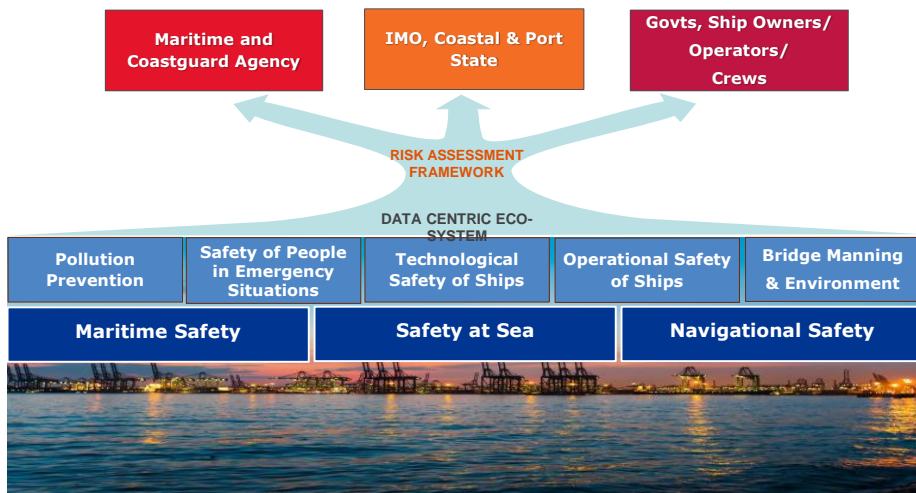 Maritime and
Coastguard Agency
IMO, Coastal & Port
State
Govts, Ship Owners/
Operators/
Crews
RISK ASSESSMENT
FRAMEWORK
DATA CENTRIC ECO-
SYSTEM
Pollution
Prevention
Safety of People
in Emergency
Situations
Technological
Safety of Ships
Operational Safety
of Ships
Bridge Manning
& Environment
Maritime Safety
Safety at Sea
Navigational Safety